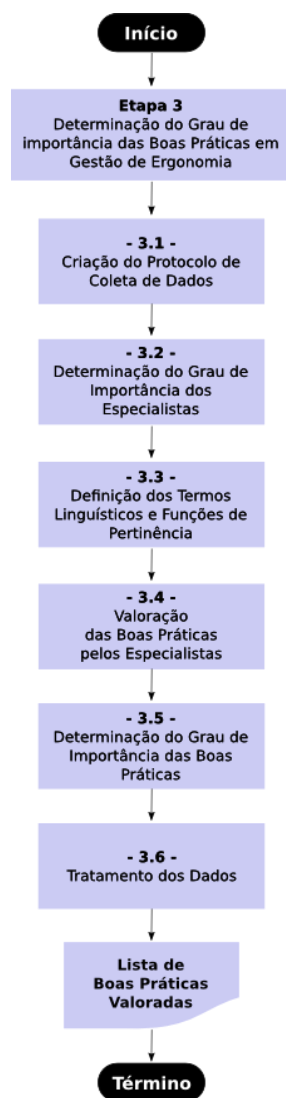 Início
Etapa 3
Determinação do Grau de
importância das Boas Práticas em
Gestão de Ergonomia
- 3.1 -
Criação do Protocolo de
Coleta de Dados
- 3.2 -
Determinação do Grau de
Importância dos
Especialistas
- 3.3 -
Definição dos Termos
Linguísticos e Funções de
Pertinência
- 3.4 -
Valoração
das Boas Práticas
pelos Especialistas
- 3.5 -
Determinação do Grau de
Importância das Boas
Práticas
- 3.6 -
Tratamento dos Dados
Lista de
Boas Práticas
Valoradas
Término